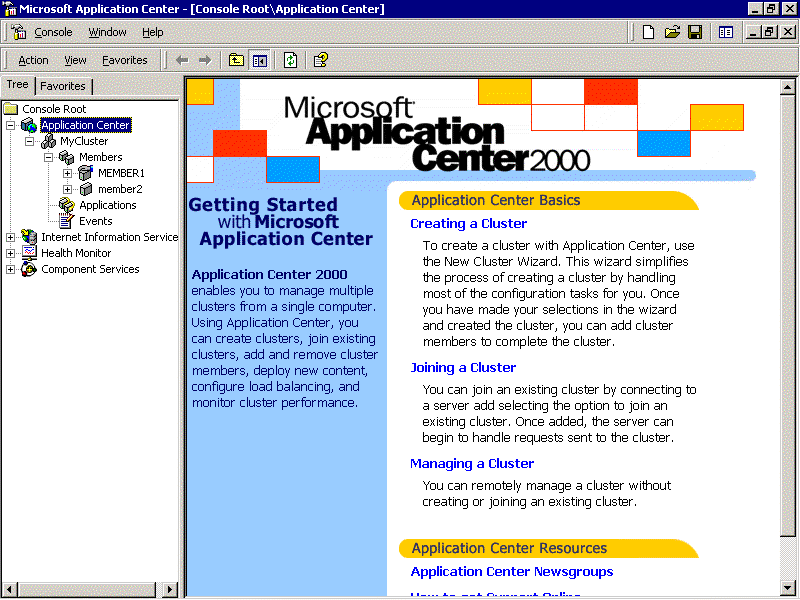 Microsoft Application Center - [Console Root\Application Center]
Console Window Help
Action View Favorites
Tree Favorites
Console Root
Application Center
MyCluster
Members
MEMBER1
member2
Applications
Events
Internet Information Service
Health Monitor
Component Services
Microsoft
Application
Center 2000
Getting Started
with Microsoft
Application Center
Application Center 2000
enables you to manage multiple
clusters from a single computer.
Using Application Center, you
can create clusters, join existing
clusters, add and remove cluster
members, deploy new content,
configure load balancing, and
monitor cluster performance.
Application Center Basics
Creating a Cluster
To create a cluster with Application Center, use
the New Cluster Wizard. This wizard simplifies
the process of creating a cluster by handling
most of the configuration tasks for you. Once
you have made your selections in the wizard
and created the cluster, you can add cluster
members to complete the cluster.
Joining a Cluster
You can join an existing cluster by connecting to
a server add selecting the option to join an
existing cluster. Once added, the server can
begin to handle requests sent to the cluster.
Managing a Cluster
You can remotely manage a cluster without
creating or joining an existing cluster.
Application Center Resources
Application Center Newsgroups
How to get Support Online